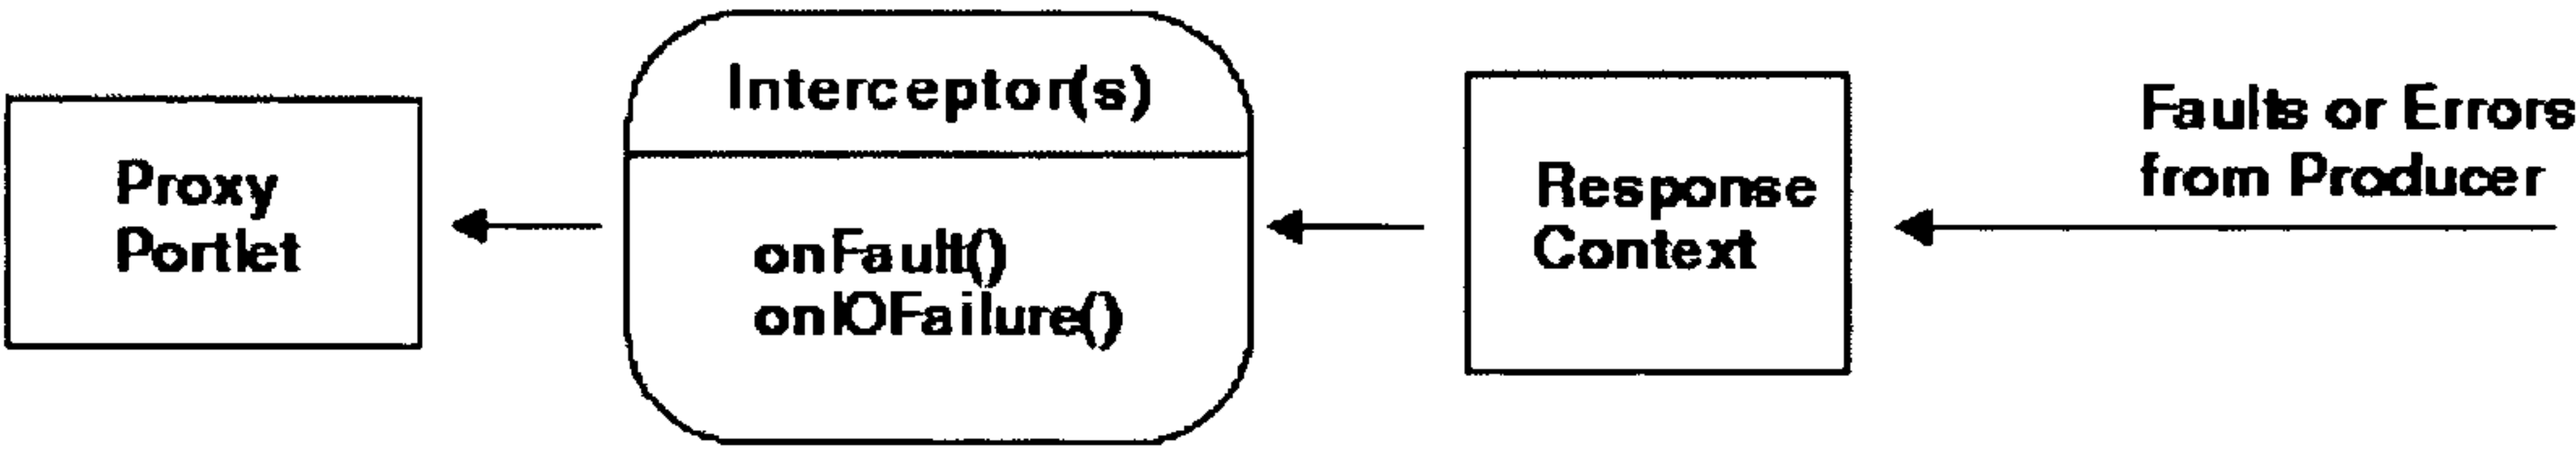 Proxy
Portlet
Interceptor(s)
onFault()
onIOFailure()
Response
Context
Faults or Errors
from Producer